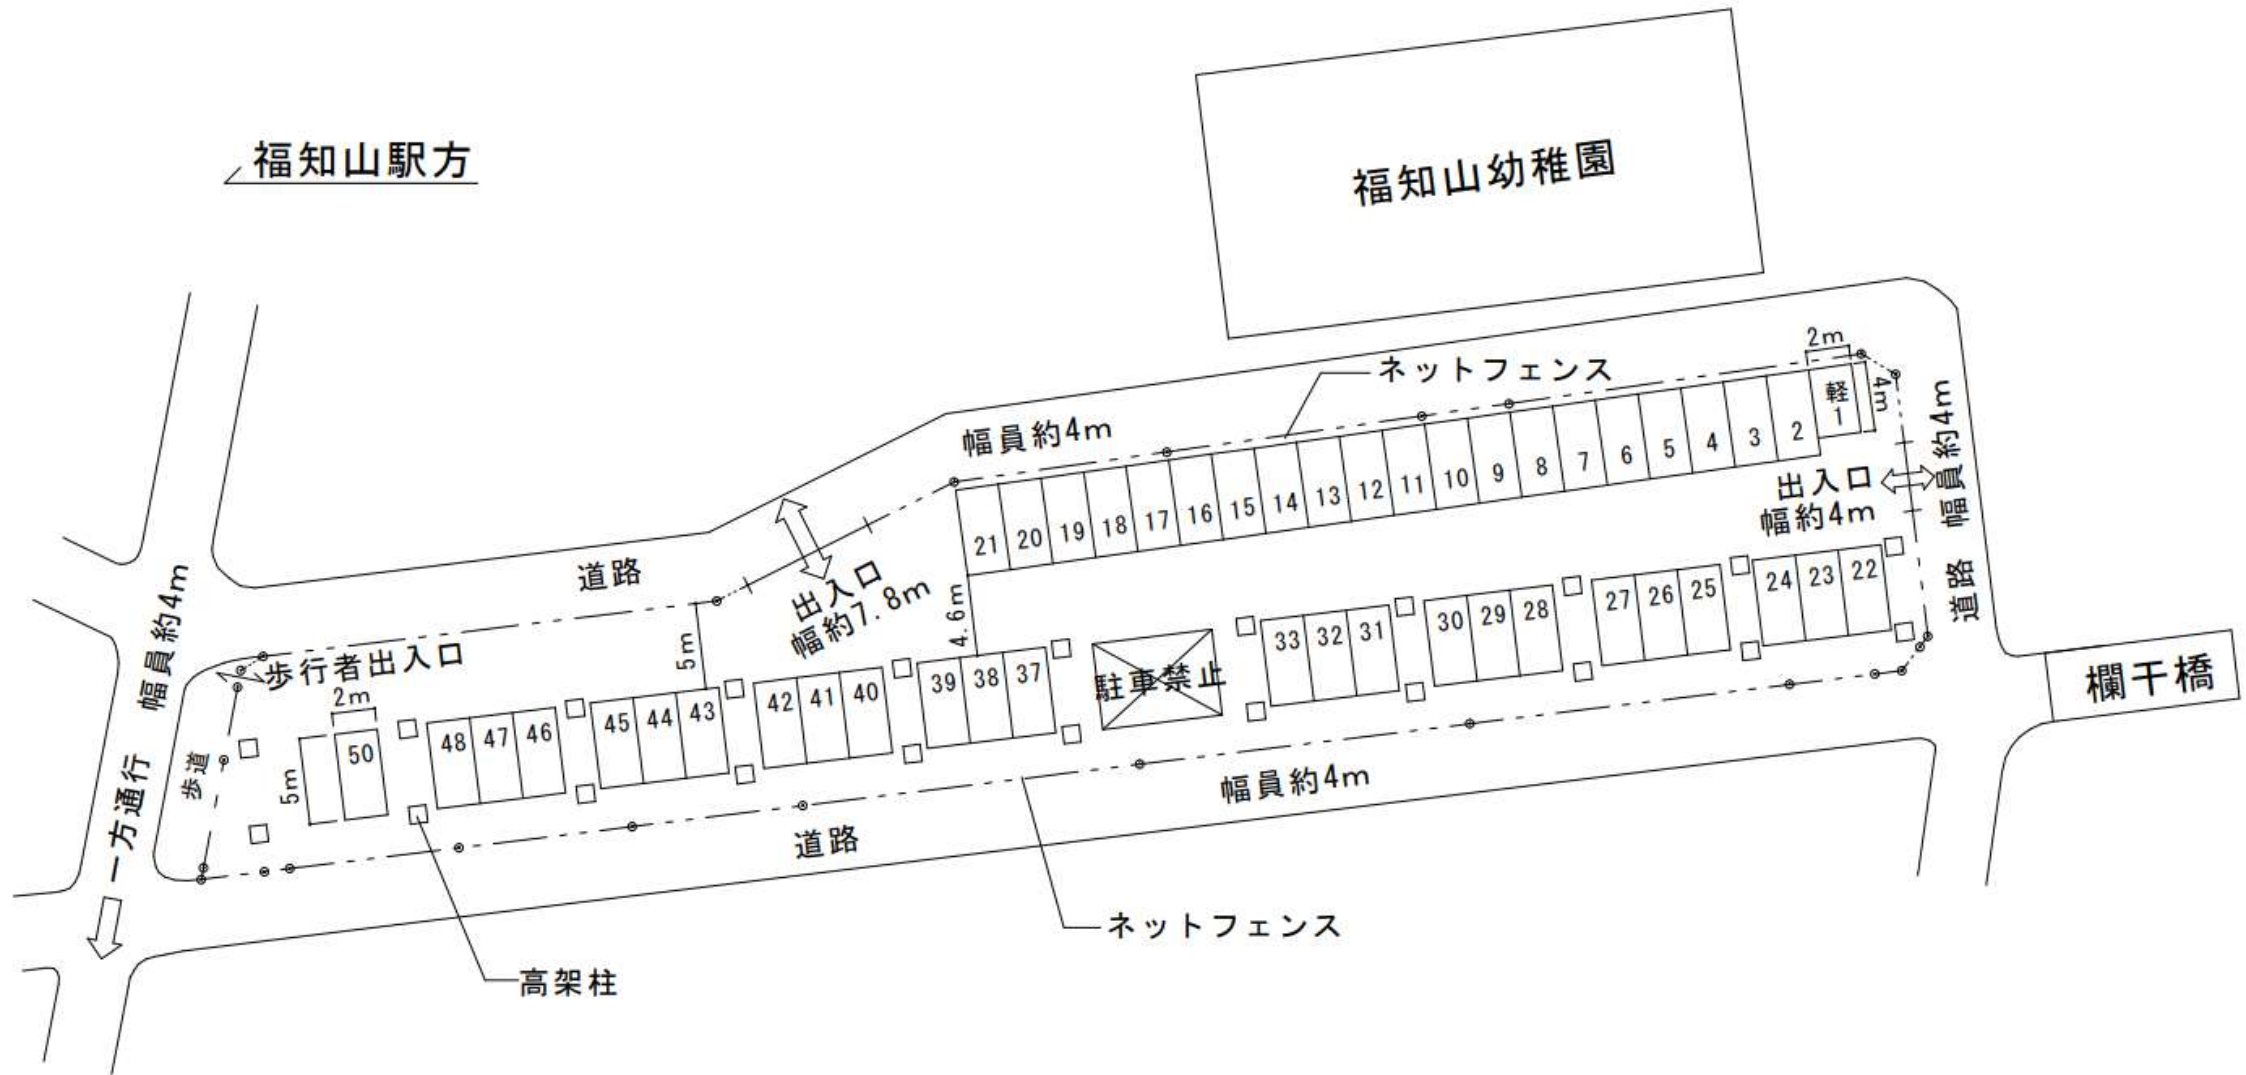 福知山駅方
福知山幼稚園
ネットフェンス
2m
4m
軽
1
2
3
4
5
6
7
8
9
10
11
12
13
14
15
16
17
18
19
20
21
幅員約4m
道路
出入口
幅約7.8m
4.6m
5m
出入口
幅約4m
幅員約4m
道路
欄干橋
22
23
24
25
26
27
28
29
30
31
32
33
駐車禁止
37
38
39
40
41
42
43
44
45
46
47
48
50
2m
5m
歩行者出入口
歩道
幅員約4m
一方通行
道路
幅員約4m
ネットフェンス
高架柱